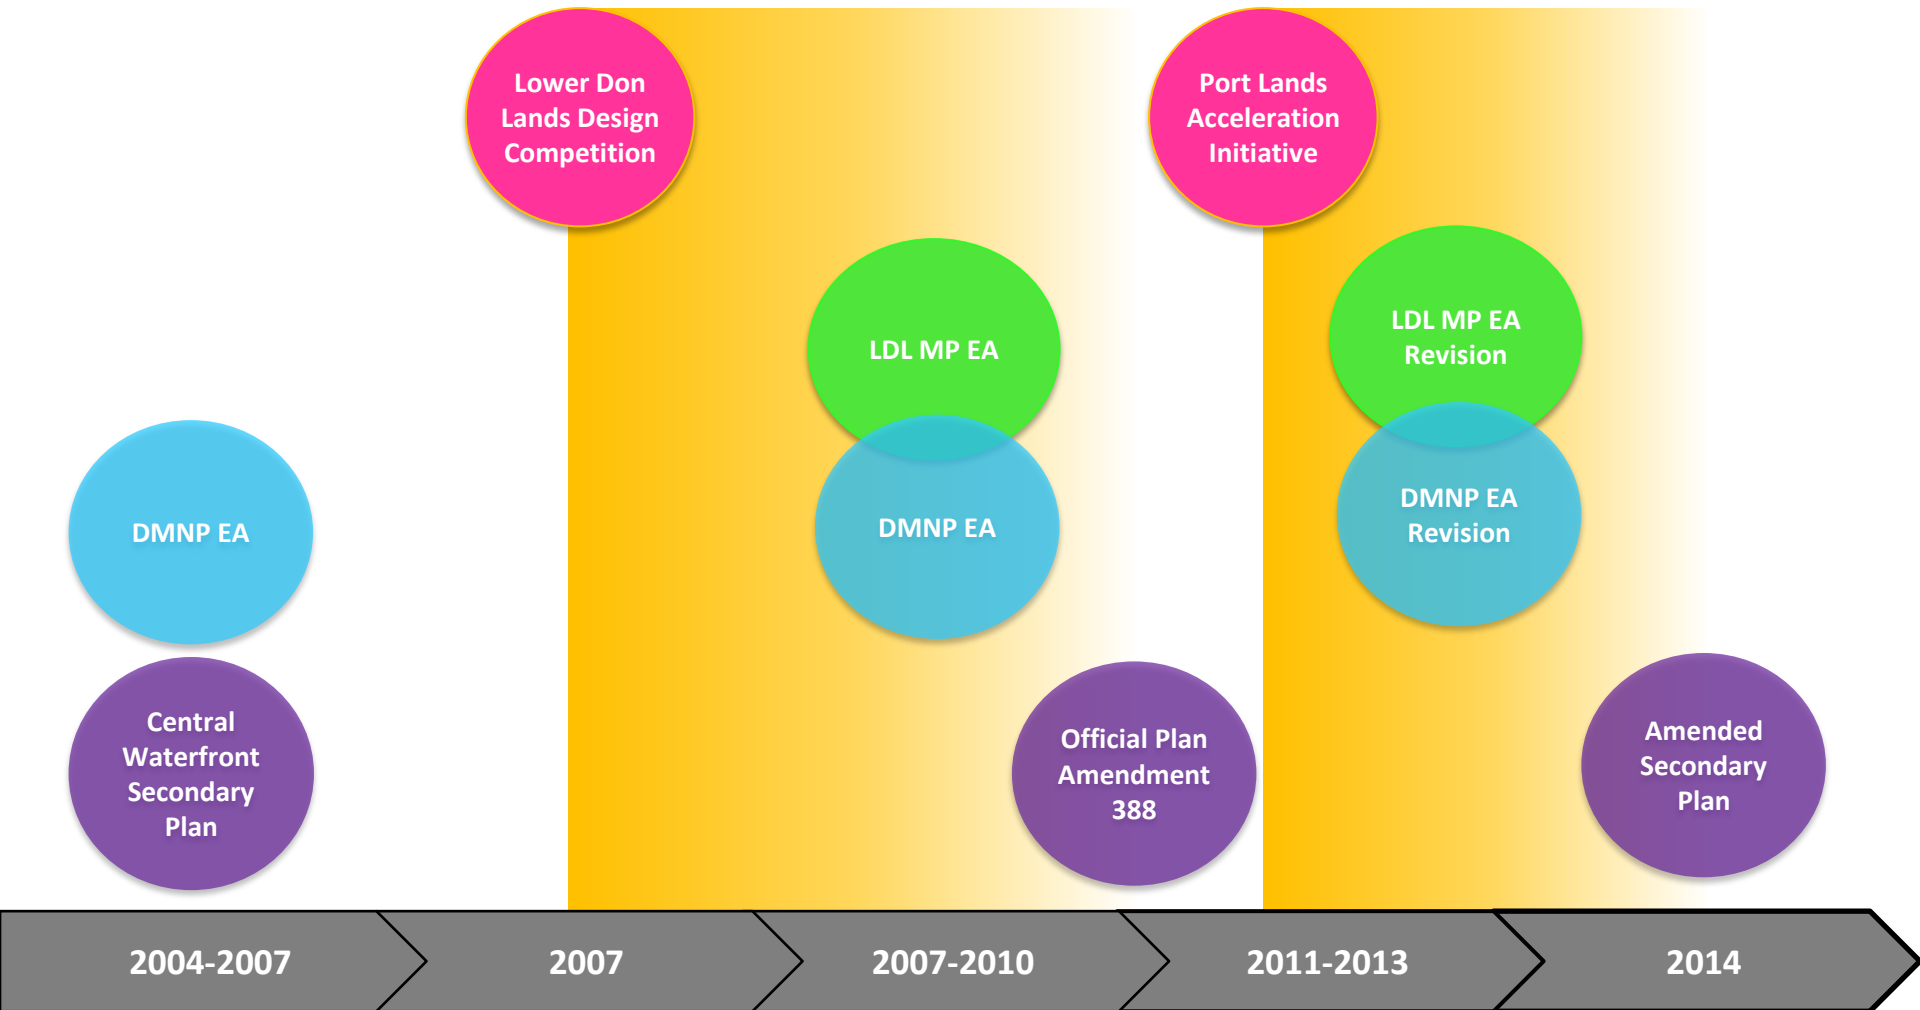 Lower Don
Lands Design
Competition
Port Lands
Acceleration
Initiative
LDL MP EA
LDL MP EA
Revision
DMNP EA
DMNP EA
DMNP EA
Revision
Central
Waterfront
Secondary
Plan
Official Plan
Amendment
388
Amended
Secondary
Plan
2004-2007
2007
2007-2010
2011-2013
2014